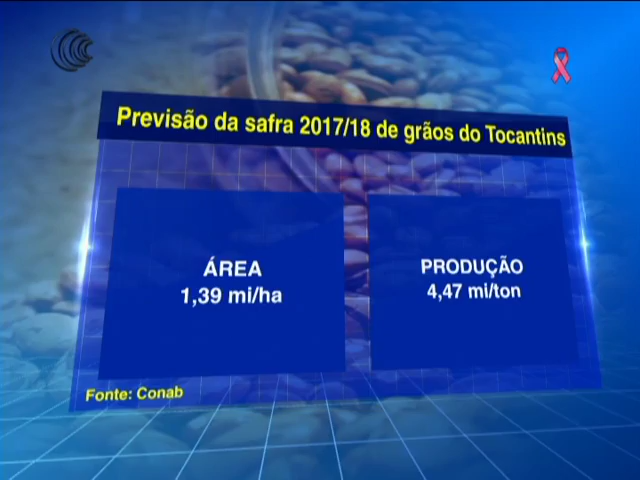 Previsão da safra 2017/18 de grãos do Tocantins
ÁREA
1,39 mi/ha
PRODUÇÃO
4,47 mi/ton
Fonte: Conab